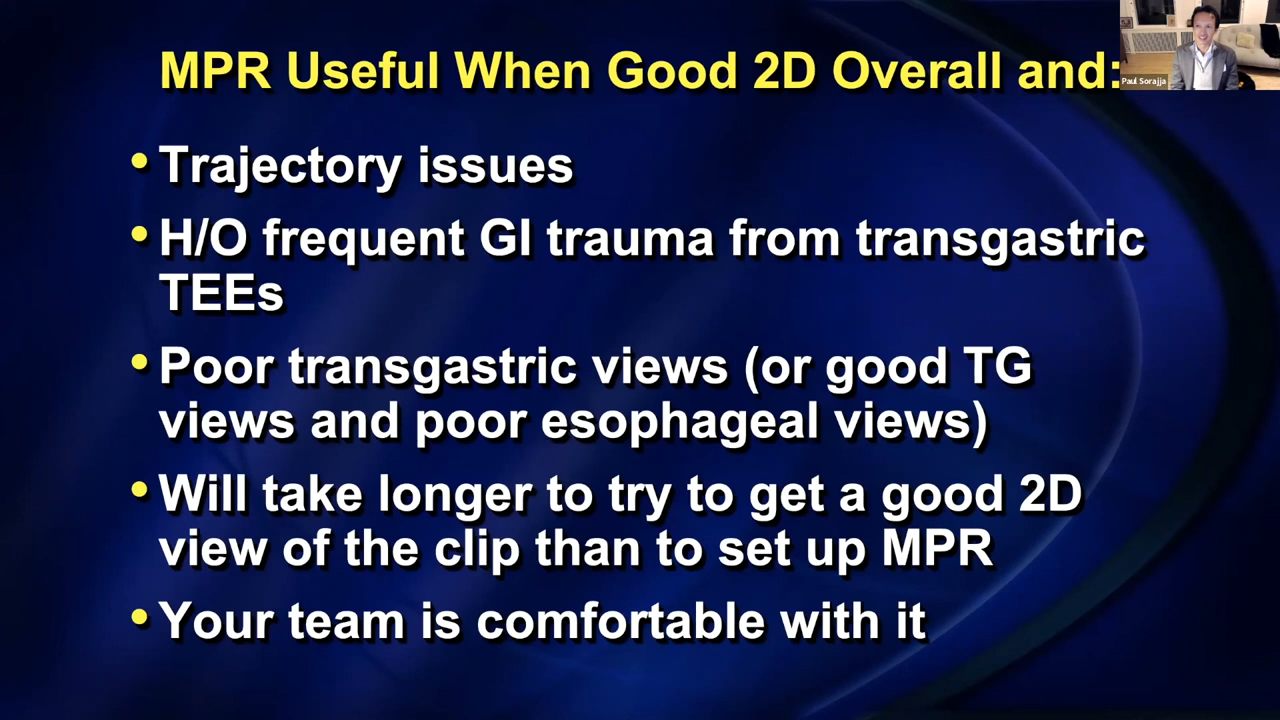 MPR Useful When Good 2D Overall and:
Paul Sorajja
• Trajectory issues
• H/O frequent GI trauma from transgastric
TEEs
• Poor transgastric views (or good TG
views and poor esophageal views)
• Will take longer to try to get a good 2D
view of the clip than to set up MPR
• Your team is comfortable with it